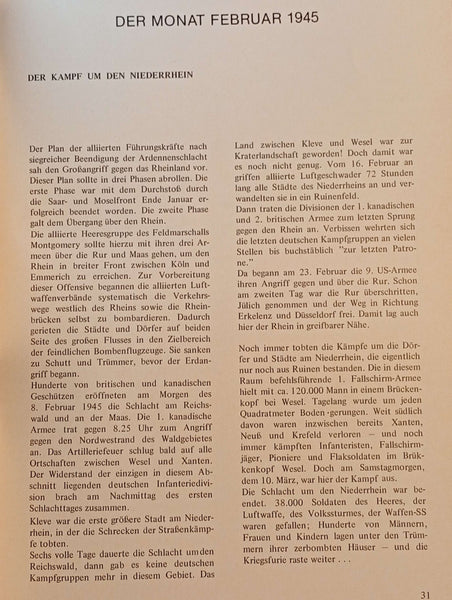 DER MONAT FEBRUAR 1945
DER KAMPF UM DEN NIEDERRHEIN
Der Plan der alliierten Führungskräfte nach
siegreicher Beendigung der Ardennenschlacht
sah den Großangriff gegen das Rheinland vor.
Dieser Plan sollte in drei Phasen abrollen. Die
erste Phase war mit dem Durchstoß durch
die Saar- und Moselfront Ende Januar er-
folgreich beendet worden. Die zweite Phase
galt dem Übergang über den Rhein.
Die alliierte Heeresgruppe des Feldmarschalls
Montgomery sollte hierzu mit ihren drei Ar-
meen über die Rur und Maas gehen, um den
Rhein in breiter Front zwischen Köln und
Emmerich zu erreichen. Zur Vorbereitung
dieser Offensive begannen die alliierten Luft-
waffenverbände systematisch die Verkehrs-
wege westlich des Rheins sowie die Rhein-
brücken selbst zu bombardieren. Dadurch
gerieten die Städte und Dörfer auf beiden
Seiten des großen Flusses in den Zielbereich
der feindlichen Bombenflugzeuge. Sie sanken
zu Schutt und Trümmer, bevor der Erdan-
griff begann.
Hunderte von britischen und kanadischen
Geschützen eröffneten am Morgen des
8. Februar 1945 die Schlacht am Reichs-
wald und an der Maas. Die 1. kanadische
Armee trat gegen 8.25 Uhr zum Angriff
gegen den Nordwestrand des Waldgebietes
an. Das Artilleriefeuer schlug bald auf alle
Ortschaften zwischen Wesel und Xanten.
Der Widerstand der einzigen in diesem Ab-
schnitt liegenden deutschen Infanteriedivi-
sion brach am Nachmittag des ersten
Schlachttages zusammen.
Kleve war die erste größere Stadt am Nieder-
rhein, in der die Schrecken der Straßenkämp-
fe tobten.
Sechs volle Tage dauerte die Schlacht um den
Reichswald, dann gab es keine deutschen
Kampfgruppen mehr in diesem Gebiet. Das
Land zwischen Kleve und Wesel war zur
Kraterlandschaft geworden! Doch damit war
es noch nicht genug. Vom 16. Februar an
griffen alliierte Luftgeschwader 72 Stunden
lang alle Städte des Niederrheins an und ver-
wandelten sie in ein Ruinenfeld.
Dann traten die Divisionen der 1. kanadischen
und 2. britischen Armee zum letzten Sprung
gegen den Rhein an. Verbissen wehrten sich
die letzten deutschen Kampfgruppen an vielen
Stellen bis buchstäblich "zur letzten Patro-
ne."
Da begann am 23. Februar die 9. US-Armee
ihren Angriff gegen und über die Rur. Schon
am zweiten Tag war die Rur überschritten,
Jülich genommen und der Weg in Richtung
Erkelenz und Düsseldorf frei. Damit lag auch
hier der Rhein in greifbarer Nähe.
Noch immer tobten die Kämpfe um die Dör-
fer und Städte am Niederrhein, die eigentlich
nur noch aus Ruinen bestanden. Die in diesem
Raum befehlsführende 1. Fallschirm-Armee
hielt mit ca. 120.000 Mann in einem Brücken-
kopf bei Wesel. Tagelang wurde um jeden
Quadratmeter Boden -gerungen. Weit südlich
davon waren inzwischen bereits Xanten,
Neuß und Krefeld verloren — und noch
immer kämpften Infanteristen, Fallschirm-
jäger, Pioniere und Flaksoldaten im Brük-
kenkopf Wesel. Doch am Samstagmorgen,
dem 10. März, war hier der Kampf aus.
Die Schlacht um den Niederrhein war be-
endet. 38.000 Soldaten des Heeres, der
Luftwaffe, des Volkssturmes, der Waffen-SS
waren gefallen; Hunderte von Männern,
Frauen und Kindern lagen unter den Trüm-
mern ihrer zerbombten Häuser — und die
Kriegsfurie raste weiter . . .
31